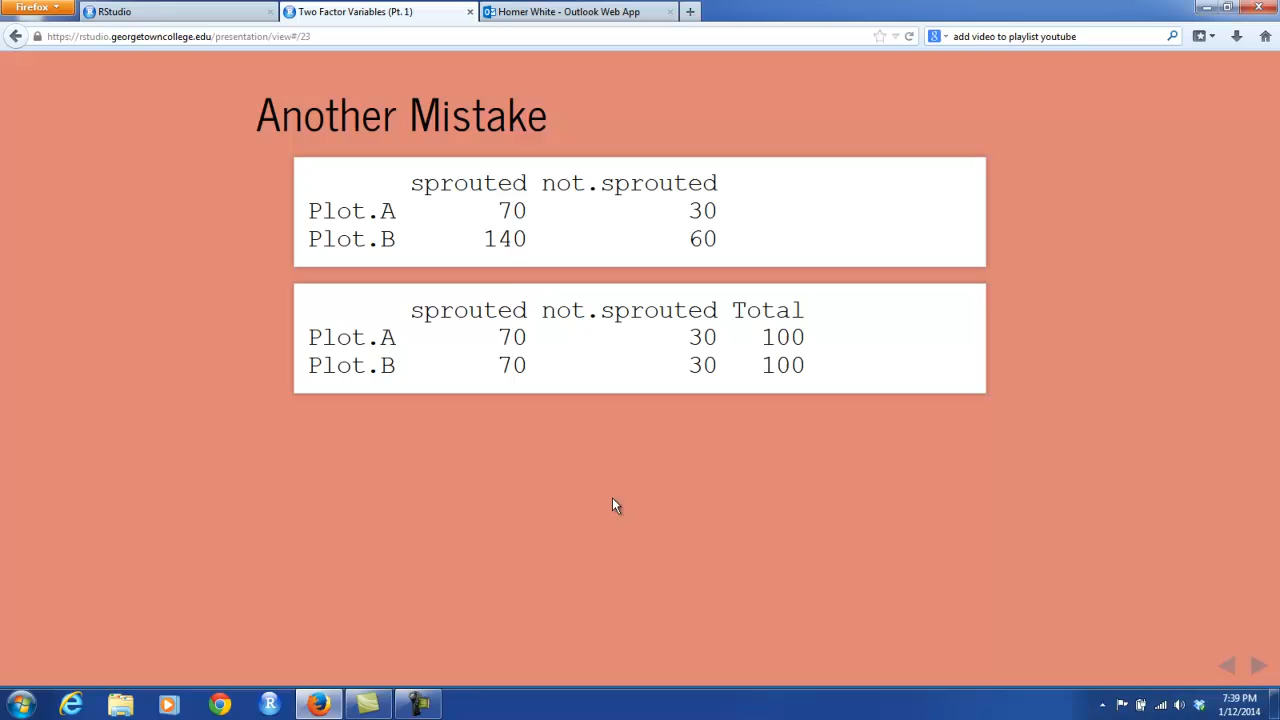 Firefox
RStudio
Two Factor Variables (Pt. 1)
Homer White - Outlook Web App
https://rstudio.georgetowncollege.edu/presentation/view#/23
add video to playlist youtube
Another Mistake
sprouted not.sprouted
Plot.A 70 30
Plot.B 140 60
sprouted not.sprouted Total
Plot.A 70 30 100
Plot.B 70 30 100
7:39 PM
1/12/2014